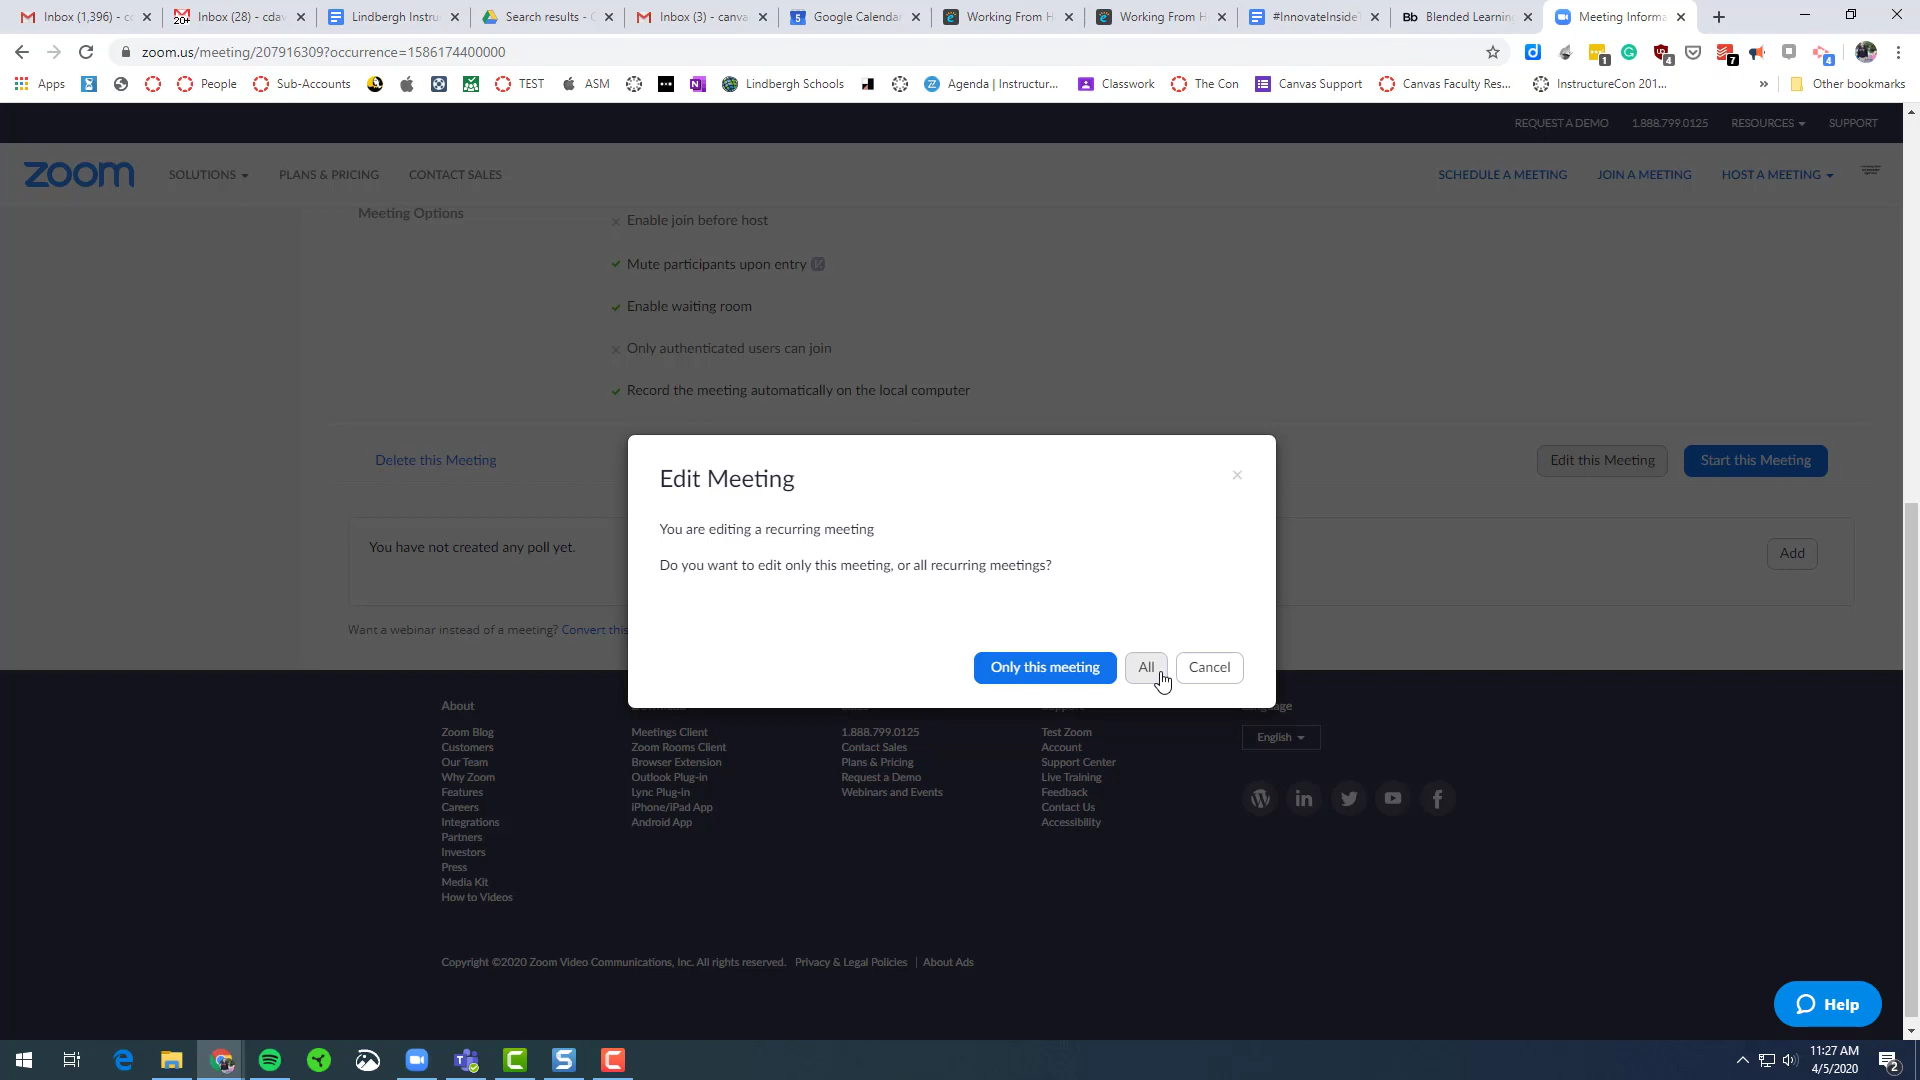 Inbox (1,396) - cc
Inbox (28) - cdav
Lindbergh Instru
Search results - G
Inbox (3) - canva
Google Calenda
Working From H
Working From H
#InnovateInsideT
Blended Learnin
Meeting Informa
zoom.us/meeting/207916309?occurrence=1586174400000
Apps
People
Sub-Accounts
TEST
ASM
Lindbergh Schools
Agenda | Instructur...
Classwork
The Con
Canvas Support
Canvas Faculty Res...
InstructureCon 201...
»
Other bookmarks
REQUEST A DEMO 1.888.799.0125 RESOURCES SUPPORT
zoom SOLUTIONS PLANS & PRICING CONTACT SALES SCHEDULE A MEETING JOIN A MEETING HOST A MEETING
Meeting Options
Enable join before host
Mute participants upon entry
Enable waiting room
Only authenticated users can join
Record the meeting automatically on the local computer
Delete this Meeting
Edit this Meeting
Start this Meeting
Edit Meeting
You are editing a recurring meeting
Do you want to edit only this meeting, or all recurring meetings?
Only this meeting
All
Cancel
You have not created any poll yet.
Add
Want a webinar instead of a meeting? Convert this
About
Zoom Blog
Customers
Our Team
Why Zoom
Features
Careers
Integrations
Partners
Investors
Press
Media Kit
How to Videos
Meetings Client
Zoom Rooms Client
Browser Extension
Outlook Plug-in
Lync Plug-in
iPhone/iPad App
Android App
1.888.799.0125
Contact Sales
Plans & Pricing
Request a Demo
Webinars and Events
Test Zoom
Account
Support Center
Live Training
Feedback
Contact Us
Accessibility
Language
English
Copyright ©2020 Zoom Video Communications, Inc. All rights reserved. Privacy & Legal Policies | About Ads
Help
11:27 AM
4/5/2020